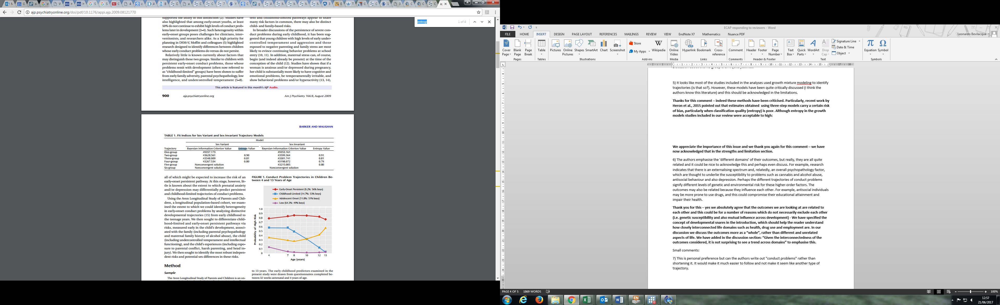 ajp.psychiatryonline.org/doi/pdf/10.1176/appi.ajp.2009.08121770
entrop
1 of 4
supported the utility of this distinction (2). Studies have
also highlighted that among early-onset youths, at least
50% do not continue to exhibit high levels of conduct prob-
lems later in development (2–4). Such heterogeneity within
early-onset groups poses challenges for clinicians, inter-
ventionists, and researchers alike. As a high priority for
planning in DSM-V, Moffitt and colleagues (5) highlighted
research designed to identify differences between children
whose early conduct problems do versus do not persist.
Relatively little is known currently about factors that
may distinguish these two groups. Similar to children with
persistent early-onset conduct problems, those whose
problems remit with development (often now referred to
as “childhood-limited” groups) have been shown to suffer
from early family adversity, parental psychopathology, low
intelligence, and undercontrolled temperament (5–8).
tent and childhood-limited pathways appear to share
many risk factors in common, there may also be distinct
child- and family-based risks.
In broader discussions of the persistence of severe con-
duct problems during early childhood, it has been sug-
gested that young children with high levels of early under-
controlled temperament and aggression and those
exposed to negative parenting and family stress are most
likely to evince continuing behavior problems at school
entry (10, 11). In addition, maternal stress can, of course,
begin (and indeed already be present) at the time of the
conception of the child (12). Studies have shown that if a
woman is anxious and/or depressed during pregnancy,
her child is substantially more likely to have cognitive and
emotional problems, be temperamentally irritable, and
show behavioral problems and/or hyperactivity (13, 14),
This article is featured in this month’s AJP Audio.
900 ajp.psychiatryonline.org Am J Psychiatry 166:8, August 2009
BARKER AND MAUGHAN
TABLE 1. Fit Indices for Sex Variant and Sex Invariant Trajectory Models
Model
Sex Variant Sex Invariant
Trajectory Bayesian Information Criterion Value Entropy Value Bayesian Information Criterion Value Entropy Value
One-group 49357.173 49353.161
Two-group 43628.561 0.90 43599.364 0.91
Three-group 43348.009 0.81 43301.741 0.81
Four-group 43267.534 0.80 43198.072 0.79
Five-group Nonconvergent solution 43215.005 0.80
Six-group Nonconvergent solution Nonconvergent solution
all of which might be expected to increase the risk of an
early-onset persistent pathway. At this stage, however, lit-
tle is known about the extent to which prenatal anxiety
and/or depression may differentially predict persistent
and childhood-limited trajectories of conduct problems.
Using the Avon Longitudinal Study of Parents and Chil-
dren, a longitudinal population-based cohort, we exam-
ined the extent to which we could identify heterogeneity
in early-onset conduct problems by analyzing distinctive
developmental trajectories (15) from early childhood to
the teenage years. We then sought to differentiate child-
hood-limited and early-onset persistent pathways via
risks, measured early in the child’s development, associ-
ated with the family (including parental psychopathology
and maternal family history of alcohol abuse), the child
(including undercontrolled temperament and intellectual
functioning), and the child’s experiences (including expo-
sure to parental conflict, harsh parenting, and head in-
jury). We then sought to identify the most robust indepen-
dent risks and potential sex differences in these risks.
Method
Sample
The Avon Longitudinal Study of Parents and Children is an on-
FIGURE 1. Conduct Problem Trajectories in Children Be-
tween 4 and 13 Years of Age
Early-Onset Persistent (9.2%: 56% boys)
Childhood-Limited (14.7%: 53% boys)
Adolescent Onset (11.8%: 51% boys)
Low (64.3%: 49% boys)
Probability of High Risk
1.0
0.9
0.8
0.7
0.6
0.5
0.4
0.3
0.2
0.1
0
4 7 8 10 12 13
Age (years)
to 13 years. The early childhood predictors examined in the
present study were drawn from questionnaires completed be-
tween 32 weeks antenatal and 4 years of age.
ECAP responding to reviewers - Word
FILE HOME INSERT DESIGN PAGE LAYOUT REFERENCES MAILINGS REVIEW VIEW EndNote X7 Mathematics Nuance PDF
Leonardo Bevilacqua
Cover Page Blank Page Page Break Table Pictures Online Pictures Shapes SmartArt Chart Screenshot Store My Apps Wikipedia Online Video Hyperlink Bookmark Cross-reference Comment Header Footer Page Number Text Box Quick Parts WordArt Drop Cap Signature Line Date & Time Object Equation Symbol
Pages Tables Illustrations Add-ins Media Links Comments Header & Footer Text Symbols
5) It looks like most of the studies included in the analyses used growth mixture modeling to identify
trajectories (is that so?). However, these models have been quite critically discussed (I think the
authors know this literature) and this should be acknowledged in the limitations.
Thanks for this comment – indeed these methods have been criticised. Particularly, recent work by
Heron et al., 2015 pointed out that estimates obtained using three-step models carry a certain risk
of bias, particularly when classification quality (entropy) is poor. Although entropy in the growth
models studies included in our review were acceptable to high:
We appreciate the importance of this issue and we thank you again for this comment – we have
now acknowledged that in the strengths and limitation section.
6) The authors emphasise the 'different domains' of their outcomes, but really, they are all quite
related and it could be nice to acknowledge this and perhaps even discuss. For example, research
indicates that there is an externalising spectrum and, relatedly, an overall psychopathology factor,
which are thought to underlie the susceptibility to problems such as cannabis and alcohol abuse,
antisocial behaviour and also depression. Perhaps the different trajectories of conduct problems
signify different levels of genetic and environmental risk for these higher-order factors. The
outcomes may also be related because they influence each other. For example, antisocial individuals
may be more prone to use drugs, and this could compromise their educational attainment and
impair their health.
Thank you for this – yes we absolutely agree that the outcomes we are looking at are related to
each other and this could be for a number of reasons which do not necessarily exclude each other
(i.e. genetic susceptibility and also mutual influence across development) - We have specified the
concept of developmental snares in the introduction, which should help the reader understand
how closely interconnected life domains such as health, drug use and employment are. In our
discussion we discuss the outcomes more as a “whole”, rather than different and unrelated
aspects of life. We have added in the discussion section: “Given the interconnectedness of the
outcomes considered, it is not surprising to see a trend across domains” to emphasise this.
Small comments:
7) This is personal preference but can the authors write out "conduct problems" rather than
shortening it. It would make it much easier to follow and not make it seem like another type of
trajectory.
PAGE 4 OF 5 1869 WORDS
100%
12:57
21/06/2017